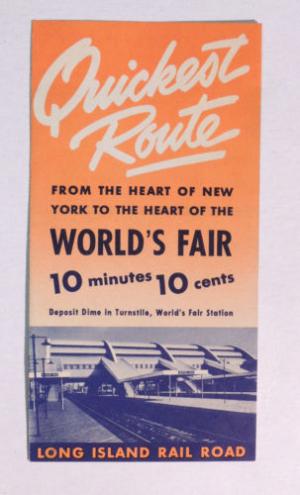 Quickest
Route
FROM THE HEART OF NEW
YORK TO THE HEART OF THE
WORLD'S FAIR
10 minutes 10 cents
Deposit Dime in Turnstile, World's Fair Station
LONG ISLAND RAIL ROAD